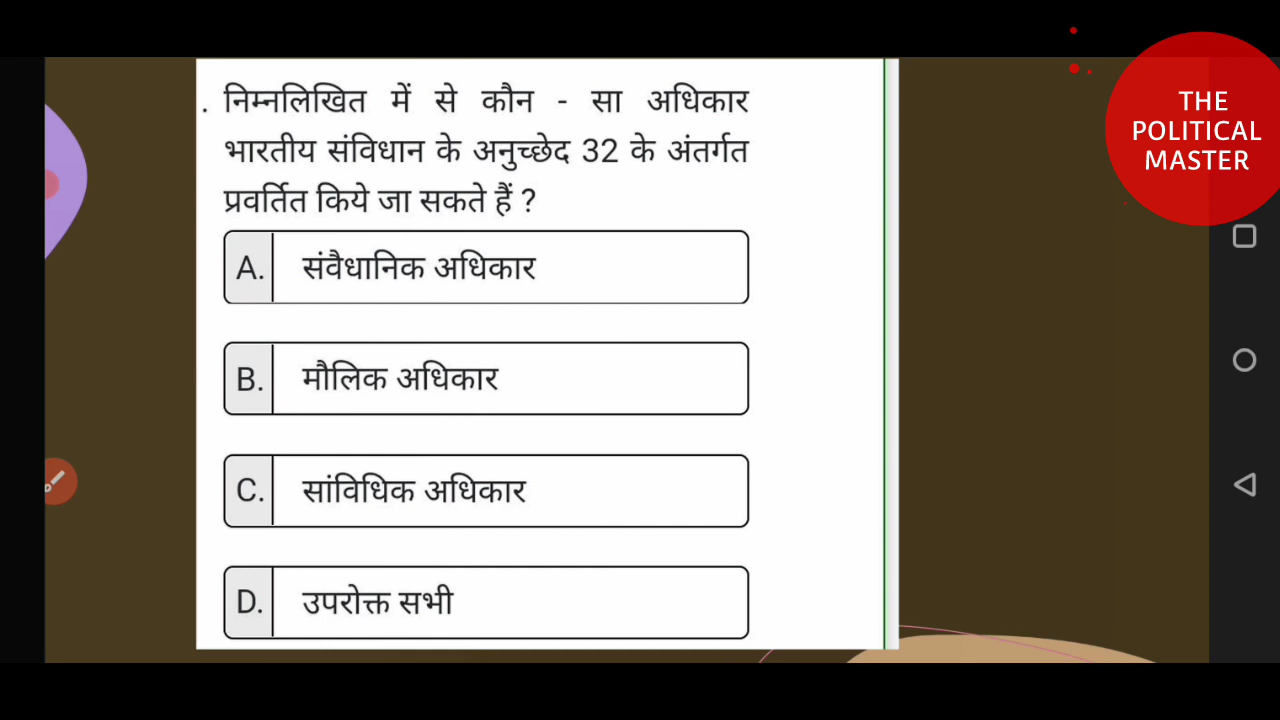 . निम्नलिखित में से कौन - सा अधिकार
भारतीय संविधान के अनुच्छेद 32 के अंतर्गत
प्रवर्तित किये जा सकते हैं ?
A. संवैधानिक अधिकार
B. मौलिक अधिकार
C. सांविधिक अधिकार
D. उपरोक्त सभी
THE
POLITICAL
MASTER